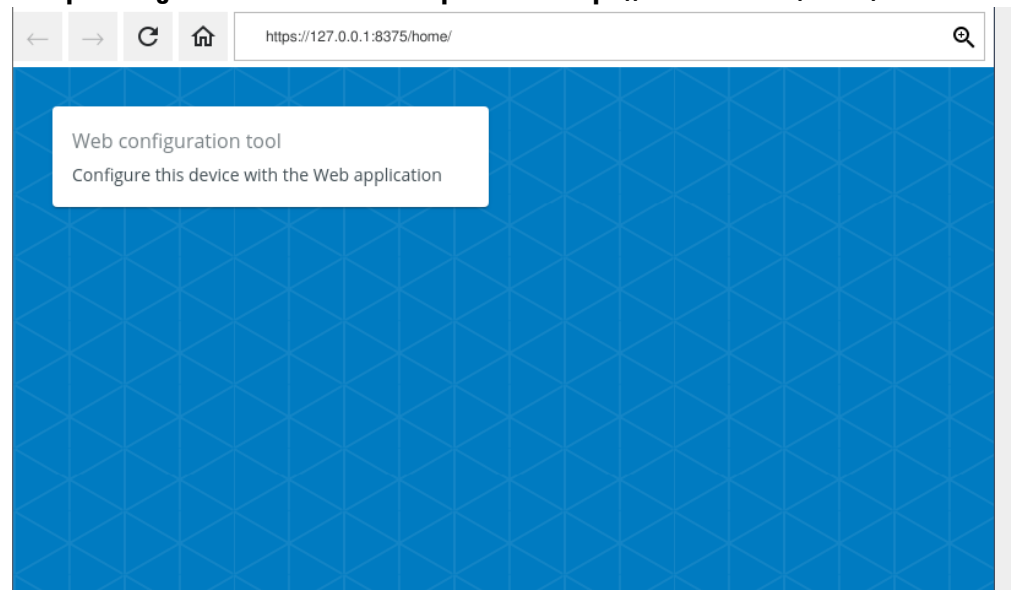 https://127.0.0.1:8375/home/
Web configuration tool
Configure this device with the Web application